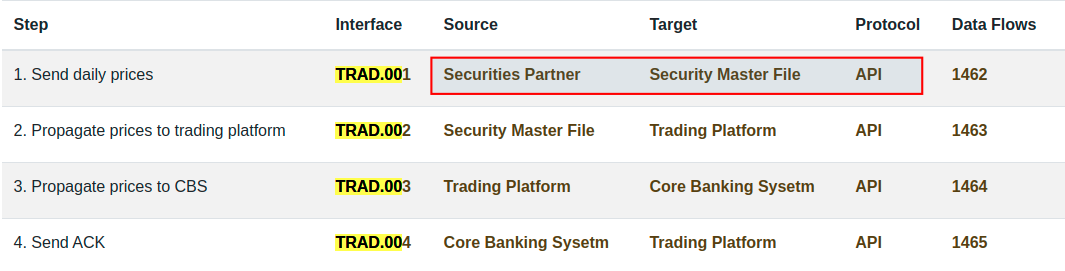 Step Interface Source Target Protocol Data Flows
1. Send daily prices TRAD.001 Securities Partner Security Master File API 1462
2. Propagate prices to trading platform TRAD.002 Security Master File Trading Platform API 1463
3. Propagate prices to CBS TRAD.003 Trading Platform Core Banking Sysetm API 1464
4. Send ACK TRAD.004 Core Banking Sysetm Trading Platform API 1465